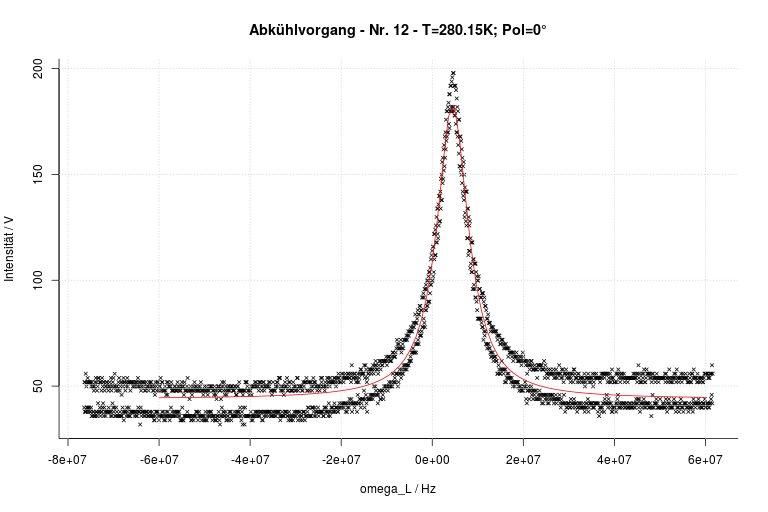 Abkühlvorgang - Nr. 12 - T=280.15K; Pol=0°
Intensität / V
200
150
100
50
-8e+07 -6e+07 -4e+07 -2e+07 0e+00 2e+07 4e+07 6e+07
omega_L / Hz